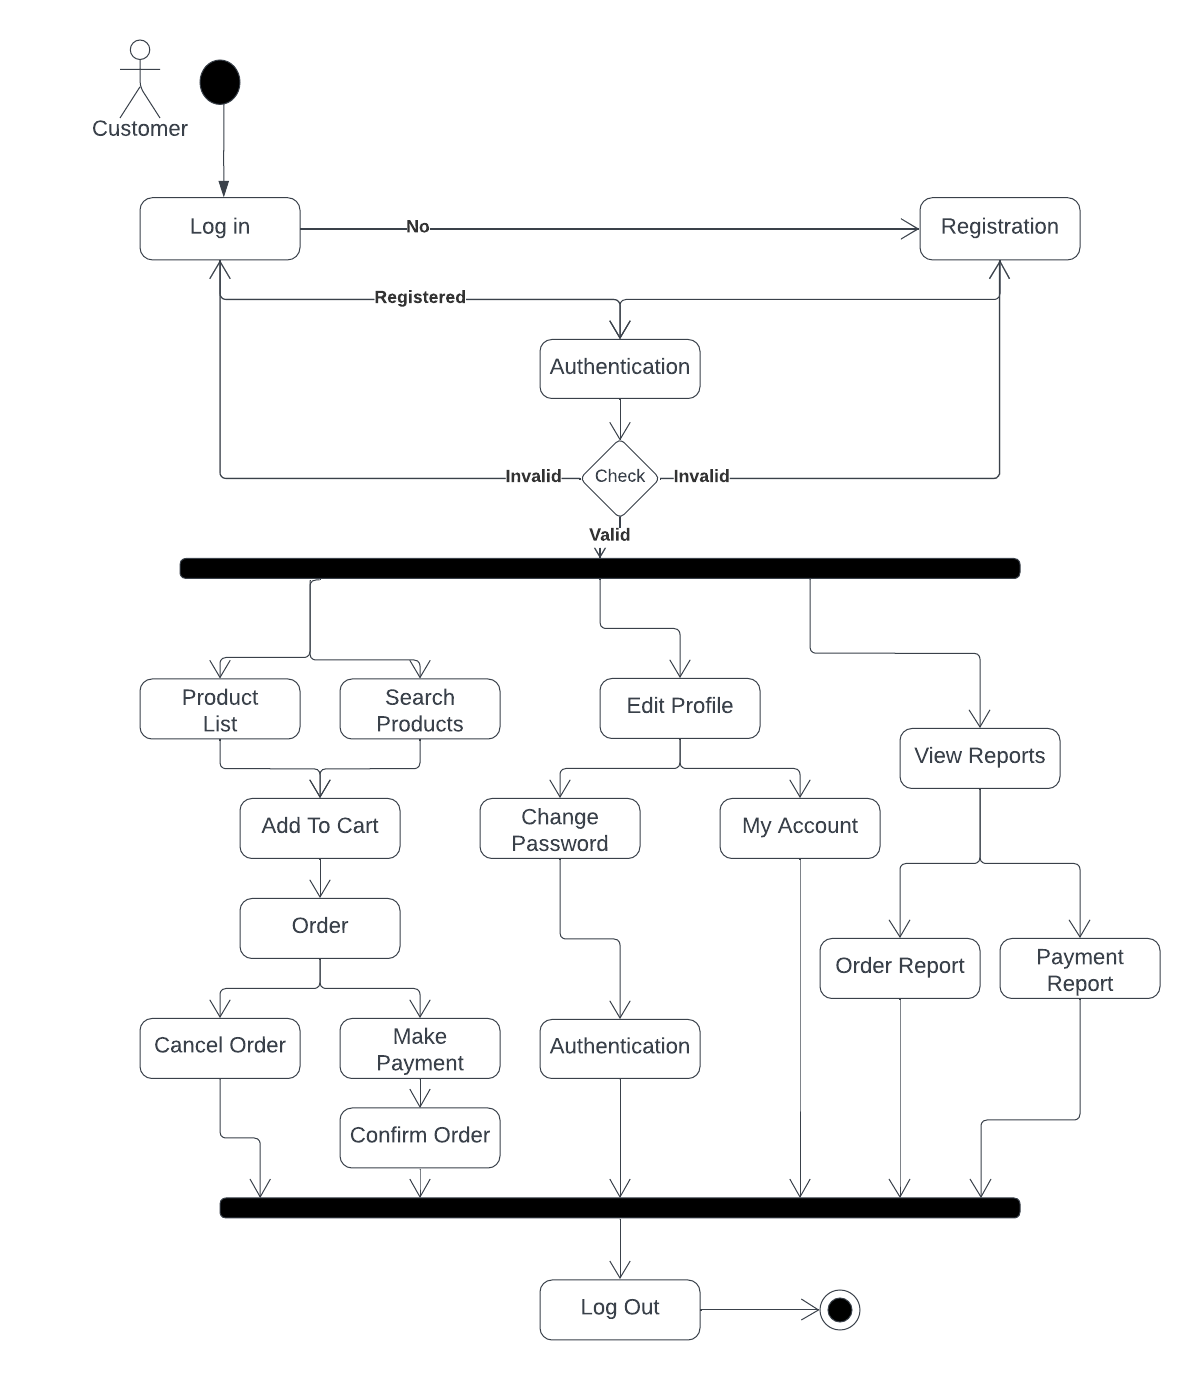 Customer
Log in
No
Registration
Registered
Authentication
Invalid
Check
Invalid
Valid
Product
List
Search
Products
Edit Profile
View Reports
Add To Cart
Change
Password
My Account
Order
Order Report
Payment
Report
Cancel Order
Make
Payment
Authentication
Confirm Order
Log Out